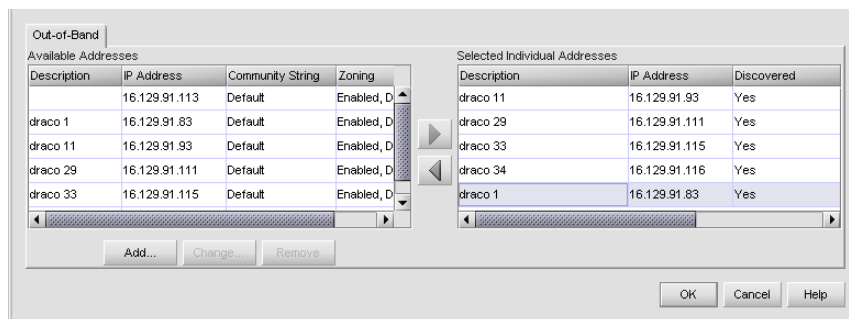 Out-of-Band
Available Addresses
Description IP Address Community String Zoning
16.129.91.113 Default Enabled, D
draco 1 16.129.91.83 Default Enabled, D
draco 11 16.129.91.93 Default Enabled, D
draco 29 16.129.91.111 Default Enabled, D
draco 33 16.129.91.115 Default Enabled, D
Add... Change... Remove
Selected Individual Addresses
Description IP Address Discovered
draco 11 16.129.91.93 Yes
draco 29 16.129.91.111 Yes
draco 33 16.129.91.115 Yes
draco 34 16.129.91.116 Yes
draco 1 16.129.91.83 Yes
OK Cancel Help